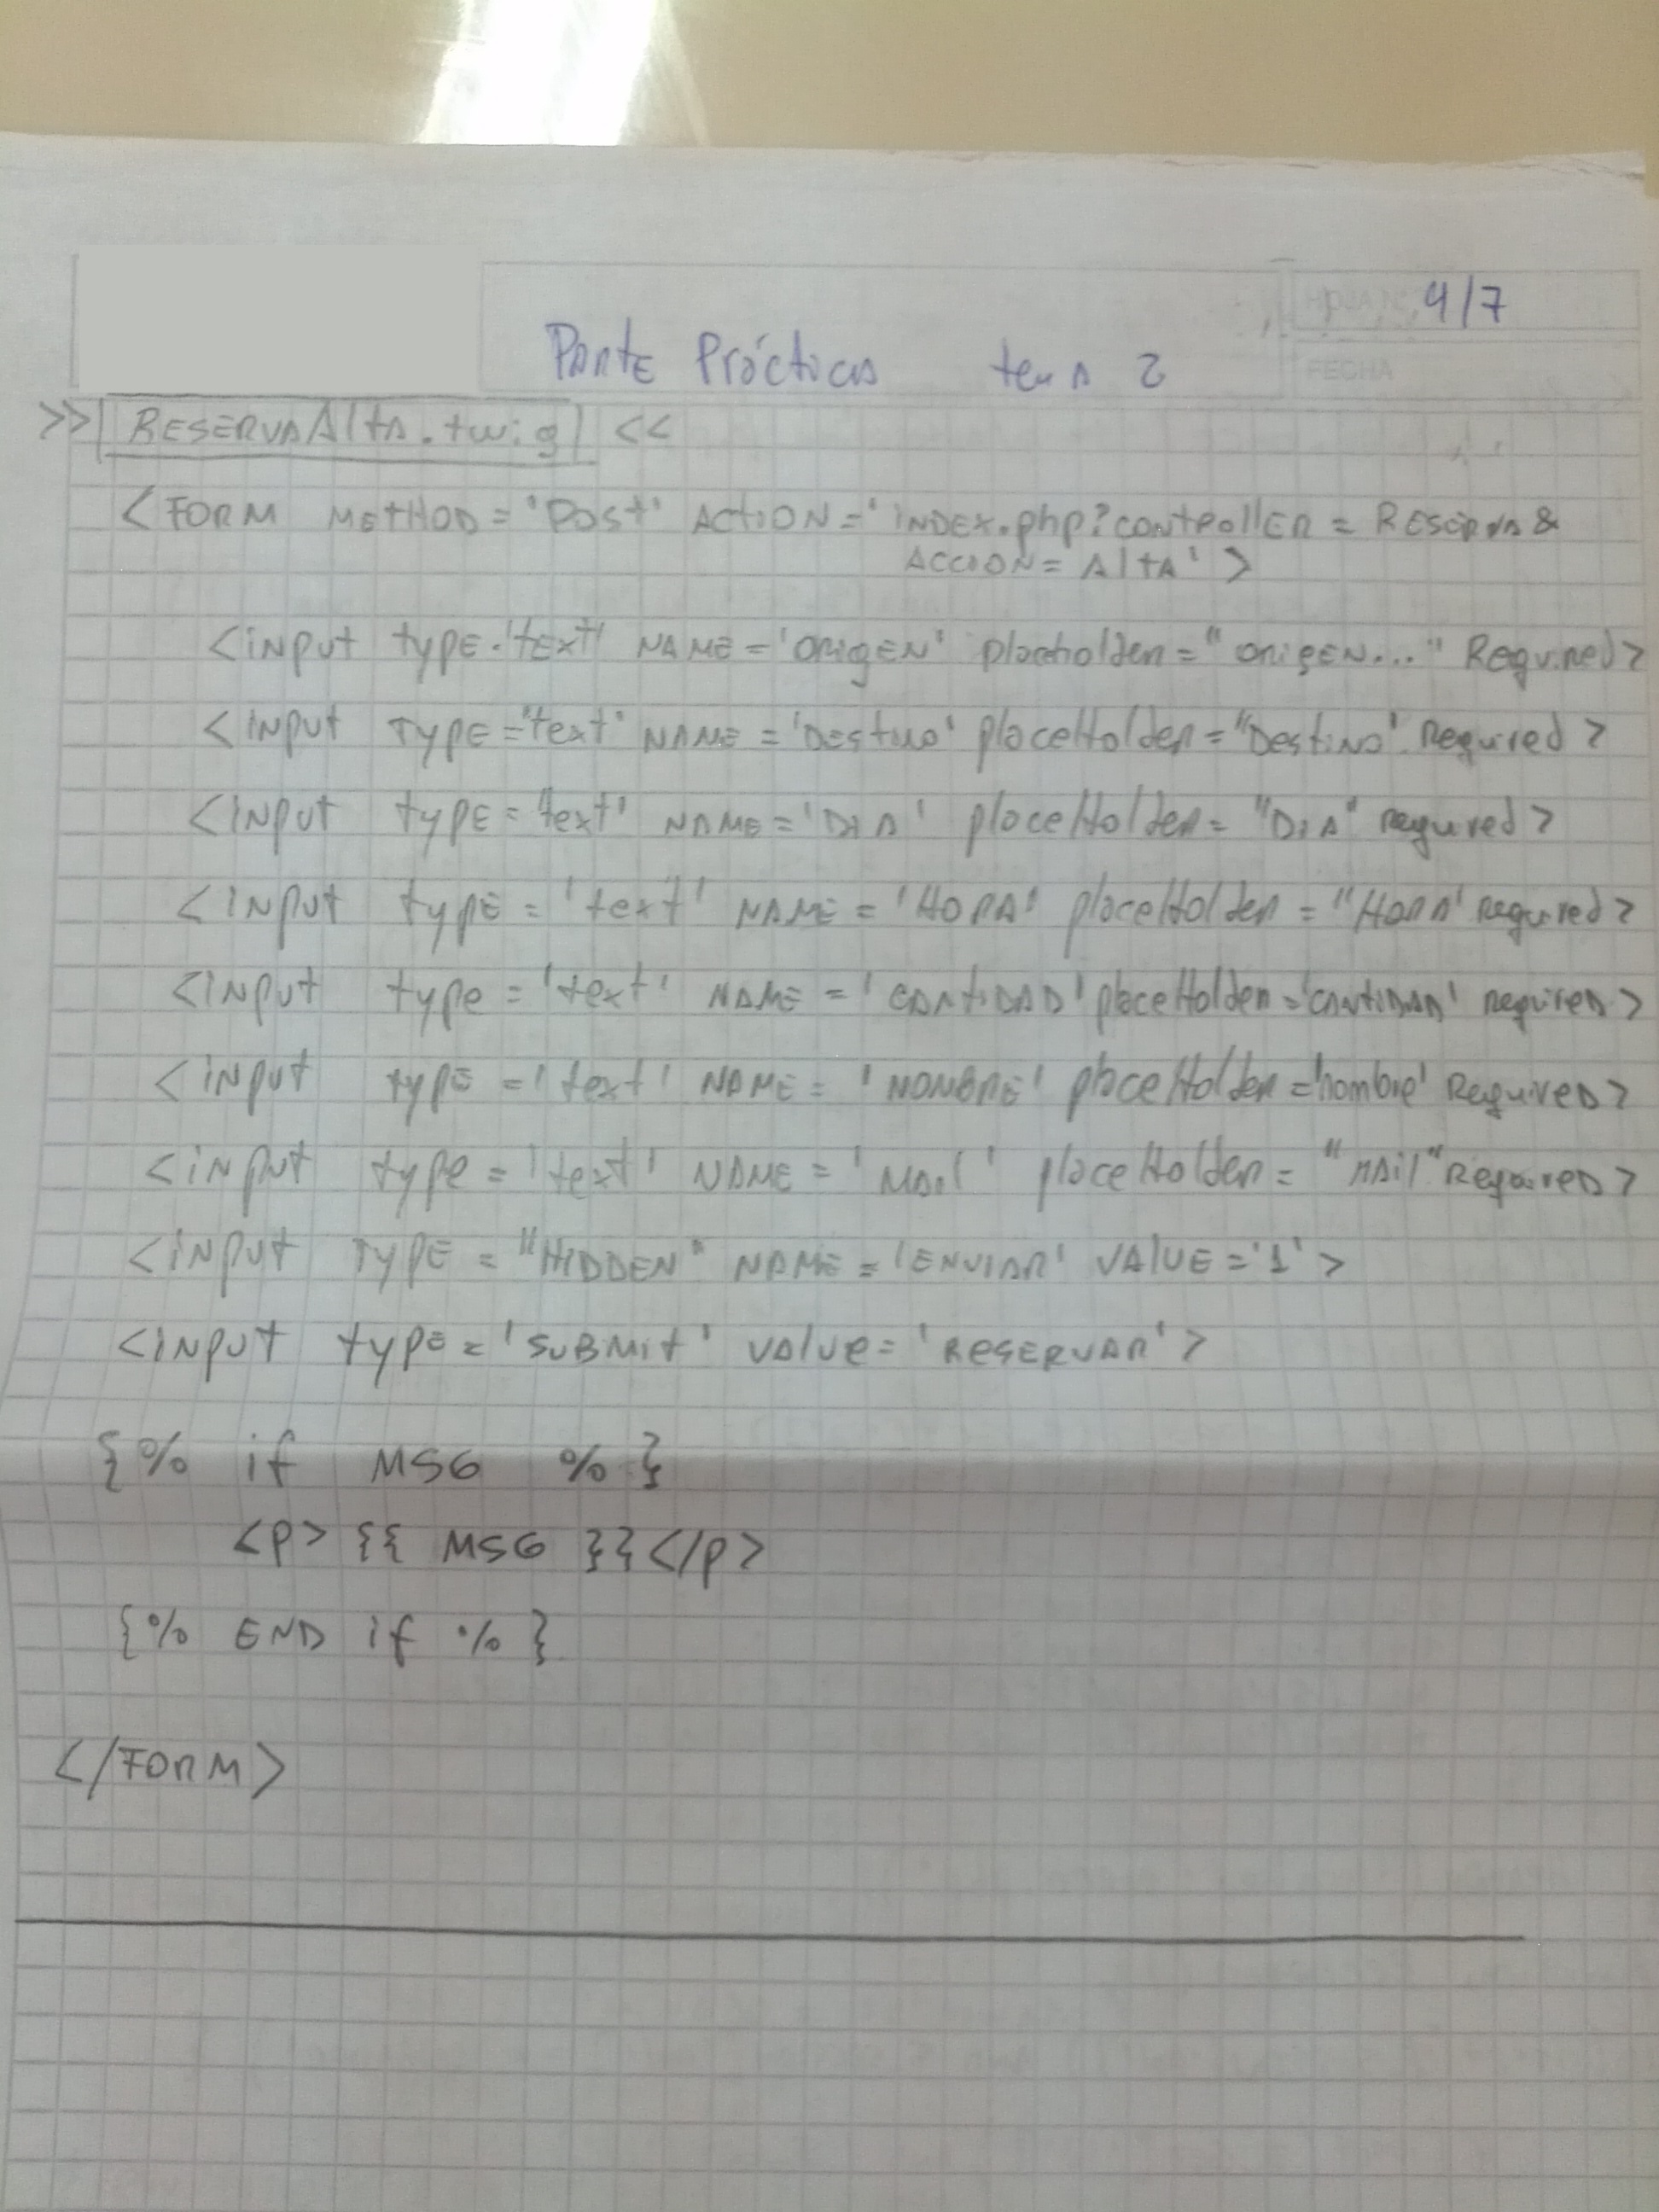 HOJA Nº 4/7
Parte Práctica tema 2
FECHA
>> RESERVAAltA.twig <<
<FORM METHOD='Post' ACtiON='INDEX.php?controllER=RESERVA&
ACCION=AltA'>
<input type='tEXt' NAME='ORigEN' placeholder="ORigEN..." Required>
<input TYPE='text' NAME='DEStino' placeHolder="Destino' Required>
<input type="text' NAME='DIA' placeHolder="DIA" required>
<input type='text' NAME='HORA' placeHolder="HORA' Required>
<input type='text' NAME='CANTIDAD' placeHolder='CANTIDAD' required>
<input type='text' NAME='NOMBRE' placeHolder='nombre' Required>
<input type='text' NAME='MAil' placeHolder="MAil" Required>
<input TYPE="HIDDEN" NAME='ENVIAR' VALUE='1'>
<input type='SUBMit' VAlue='RESERVAR'>
{% if MSG %}
<p>{{ MSG }}</p>
{% END if %}
</FORM>